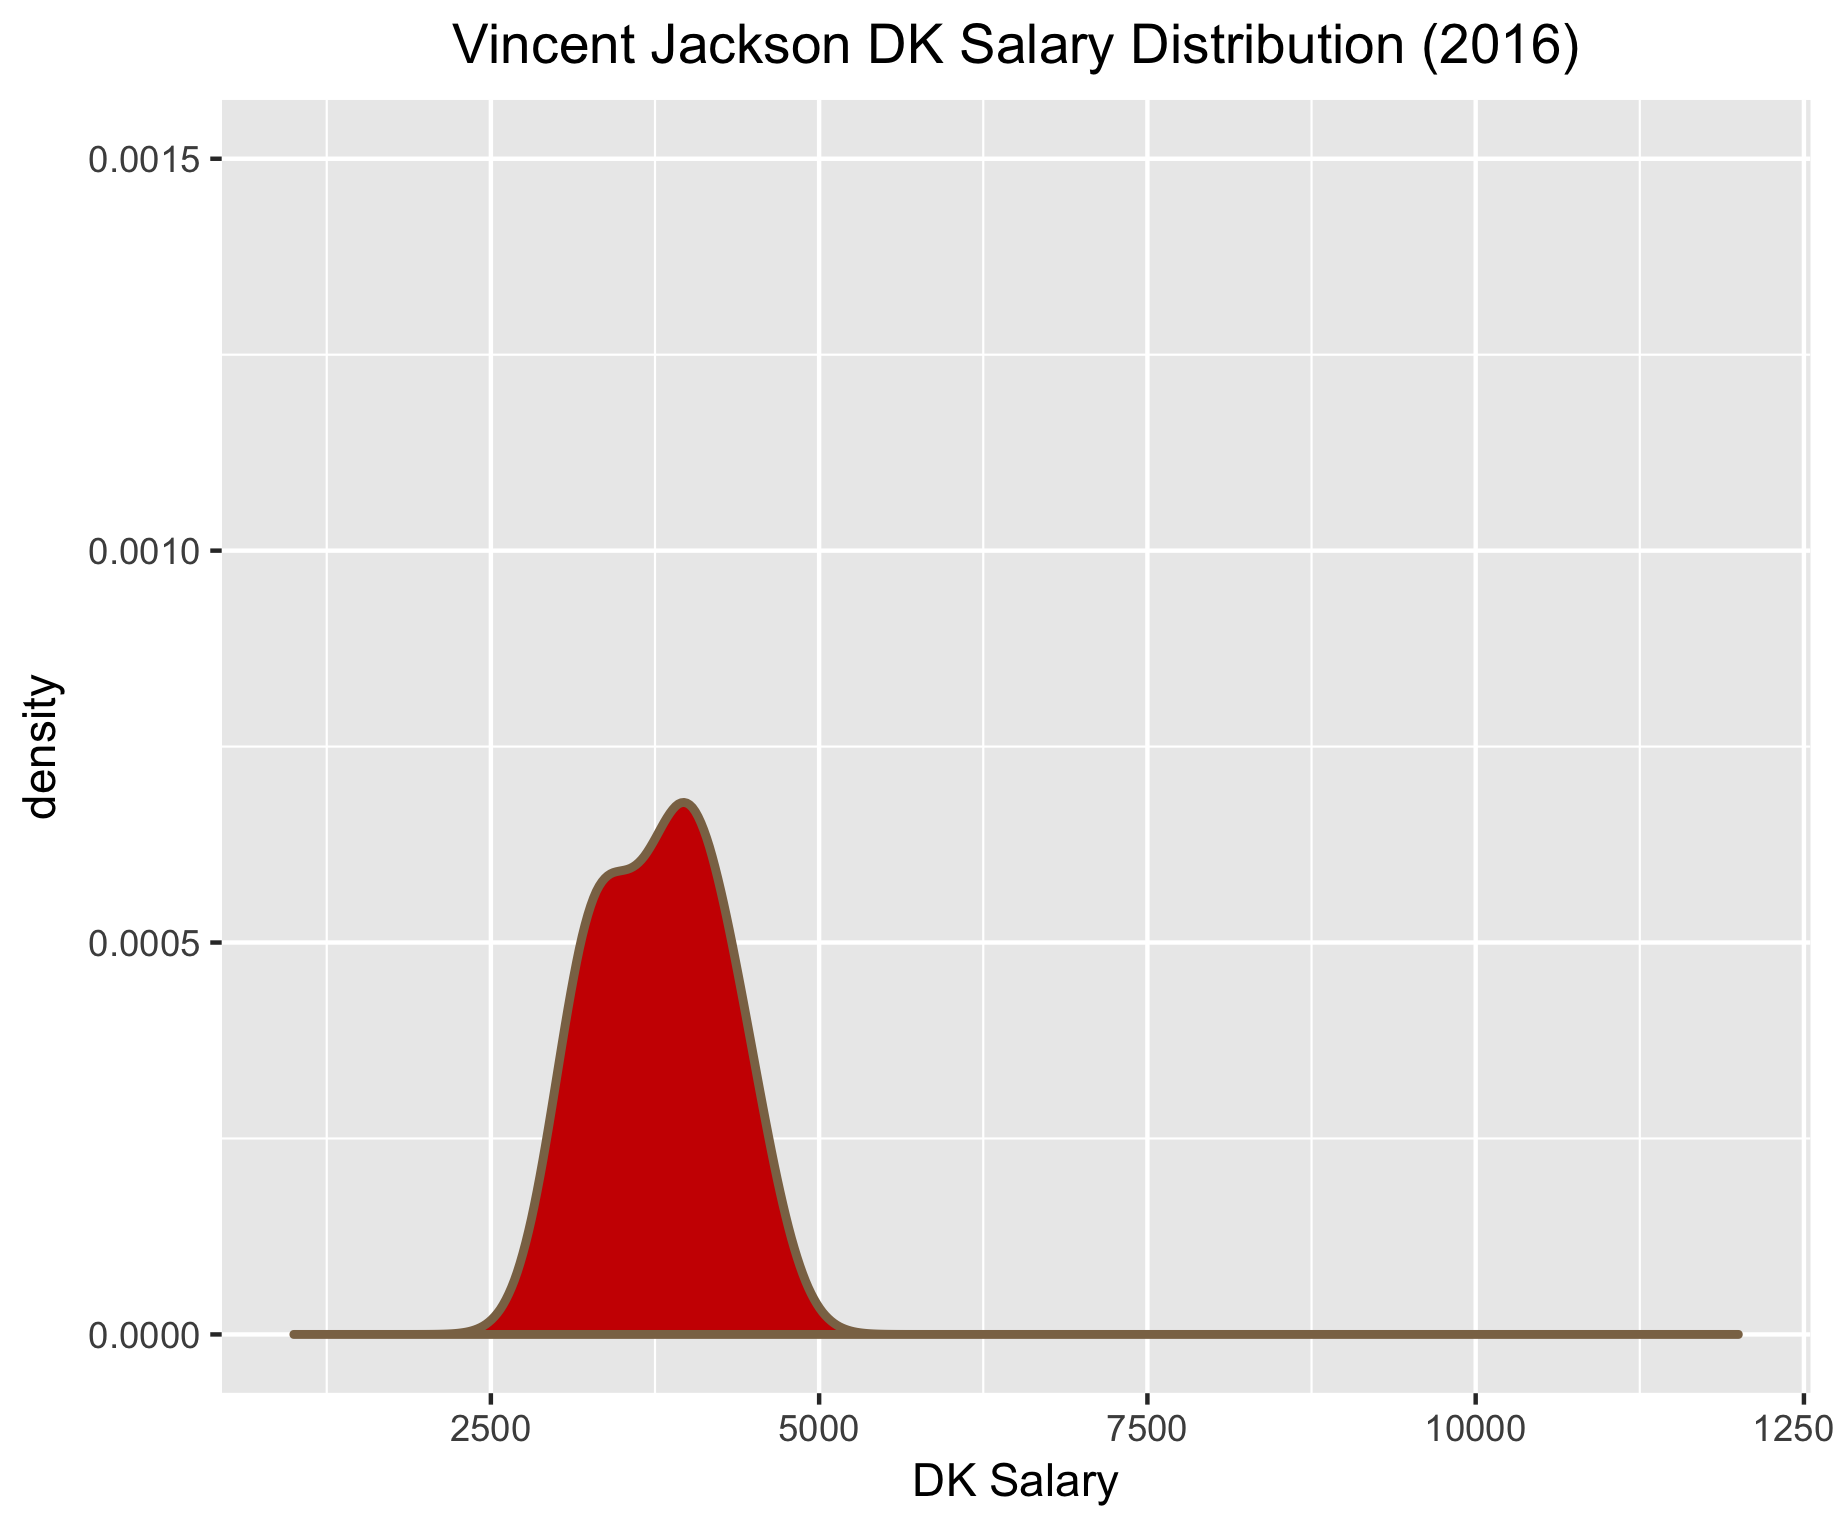 Vincent Jackson DK Salary Distribution (2016)
0.0015
0.0010
0.0005
0.0000
density
2500 5000 7500 10000 1250
DK Salary